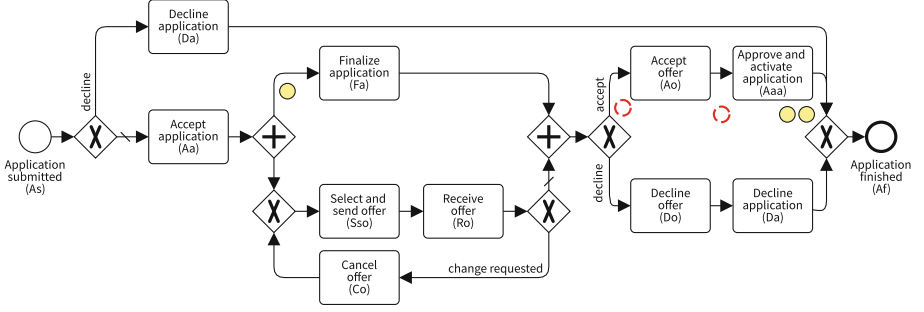 Decline
application
(Da)
decline
Application
submitted
(As)
Accept
application
(Aa)
Finalize
application
(Fa)
Select and
send offer
(Sso)
Receive
offer
(Ro)
Cancel
offer
(Co)
change requested
accept
decline
Accept
offer
(Ao)
Approve and
activate
application
(Aaa)
Decline
offer
(Do)
Decline
application
(Da)
Application
finished
(Af)